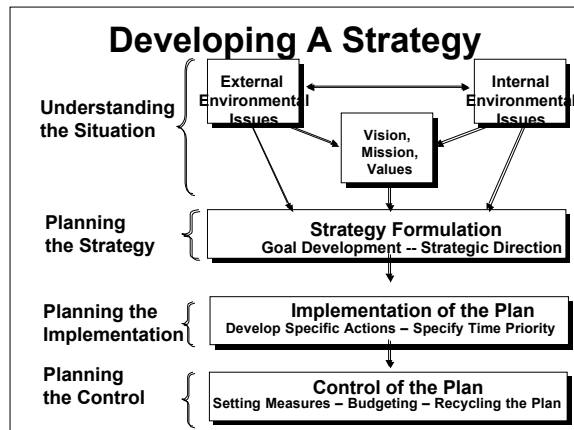 Developing A Strategy
Understanding
the Situation
External
Environmental
Issues
Internal
Environmental
Issues
Vision,
Mission,
Values
Planning
the Strategy
Strategy Formulation
Goal Development -- Strategic Direction
Planning the
Implementation
Implementation of the Plan
Develop Specific Actions – Specify Time Priority
Planning
the Control
Control of the Plan
Setting Measures – Budgeting – Recycling the Plan